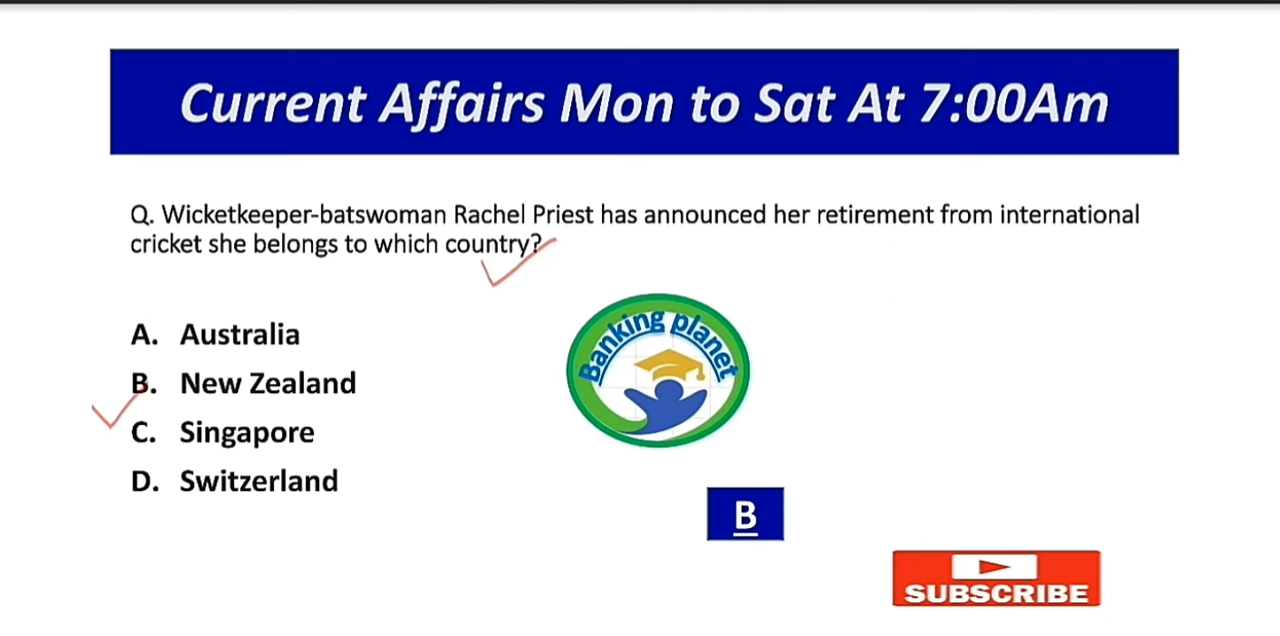 Current Affairs Mon to Sat At 7:00Am
Q. Wicketkeeper-batswoman Rachel Priest has announced her retirement from international
cricket she belongs to which country?
A. Australia
B. New Zealand
C. Singapore
D. Switzerland
Banking planet
B
SUBSCRIBE